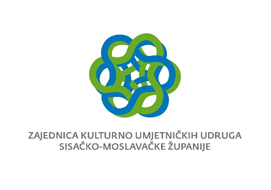 ZAJEDNICA KULTURNO UMJETNIČKIH UDRUGA
SISAČKO-MOSLAVAČKE ŽUPANIJE